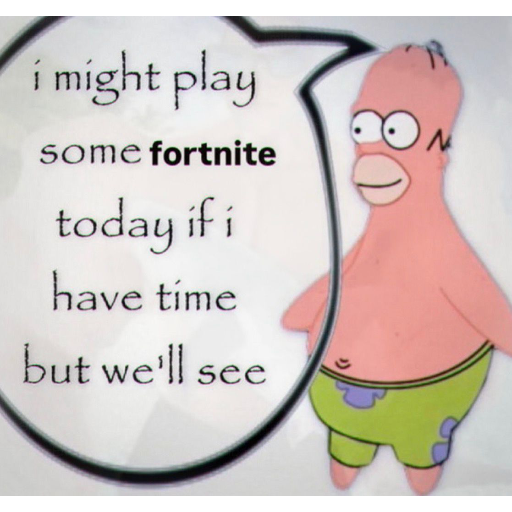 i might play
some fortnite
today if i
have time
but we'll see